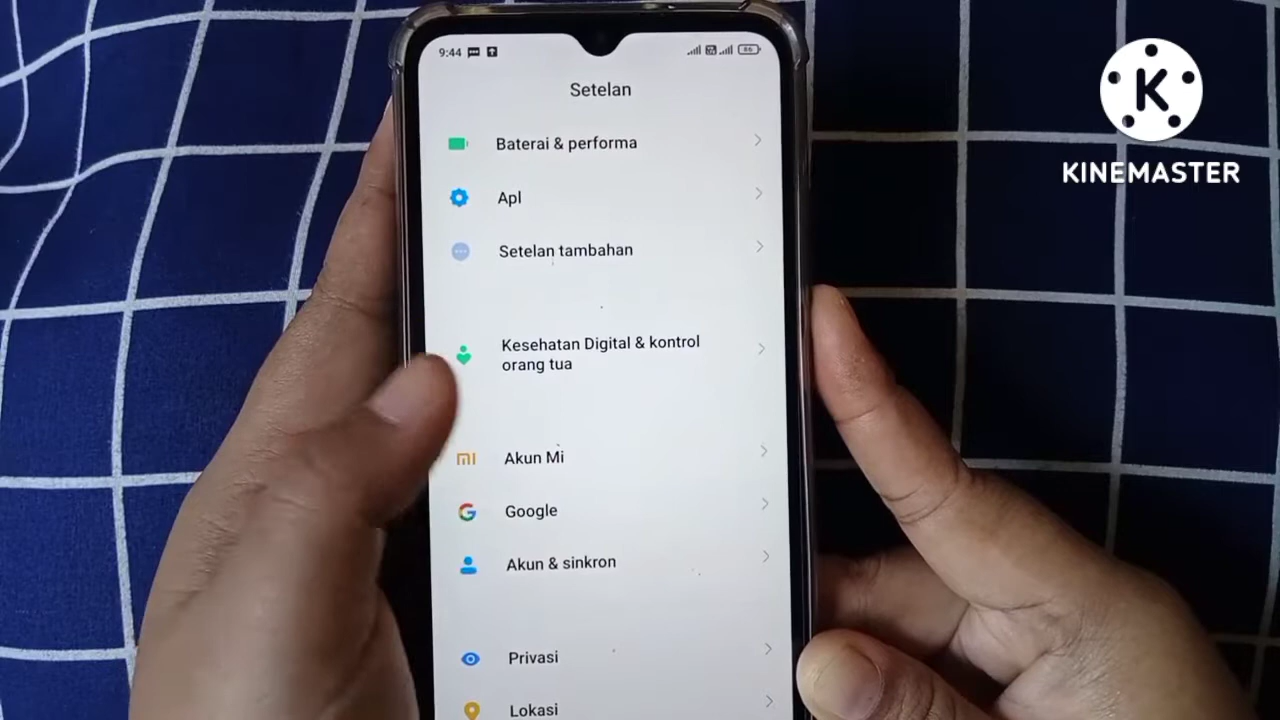 9:44
86
Setelan
Baterai & performa
Apl
Setelan tambahan
Kesehatan Digital & kontrol
orang tua
Akun Mi
Google
Akun & sinkron
Privasi
Lokasi
K
KINEMASTER